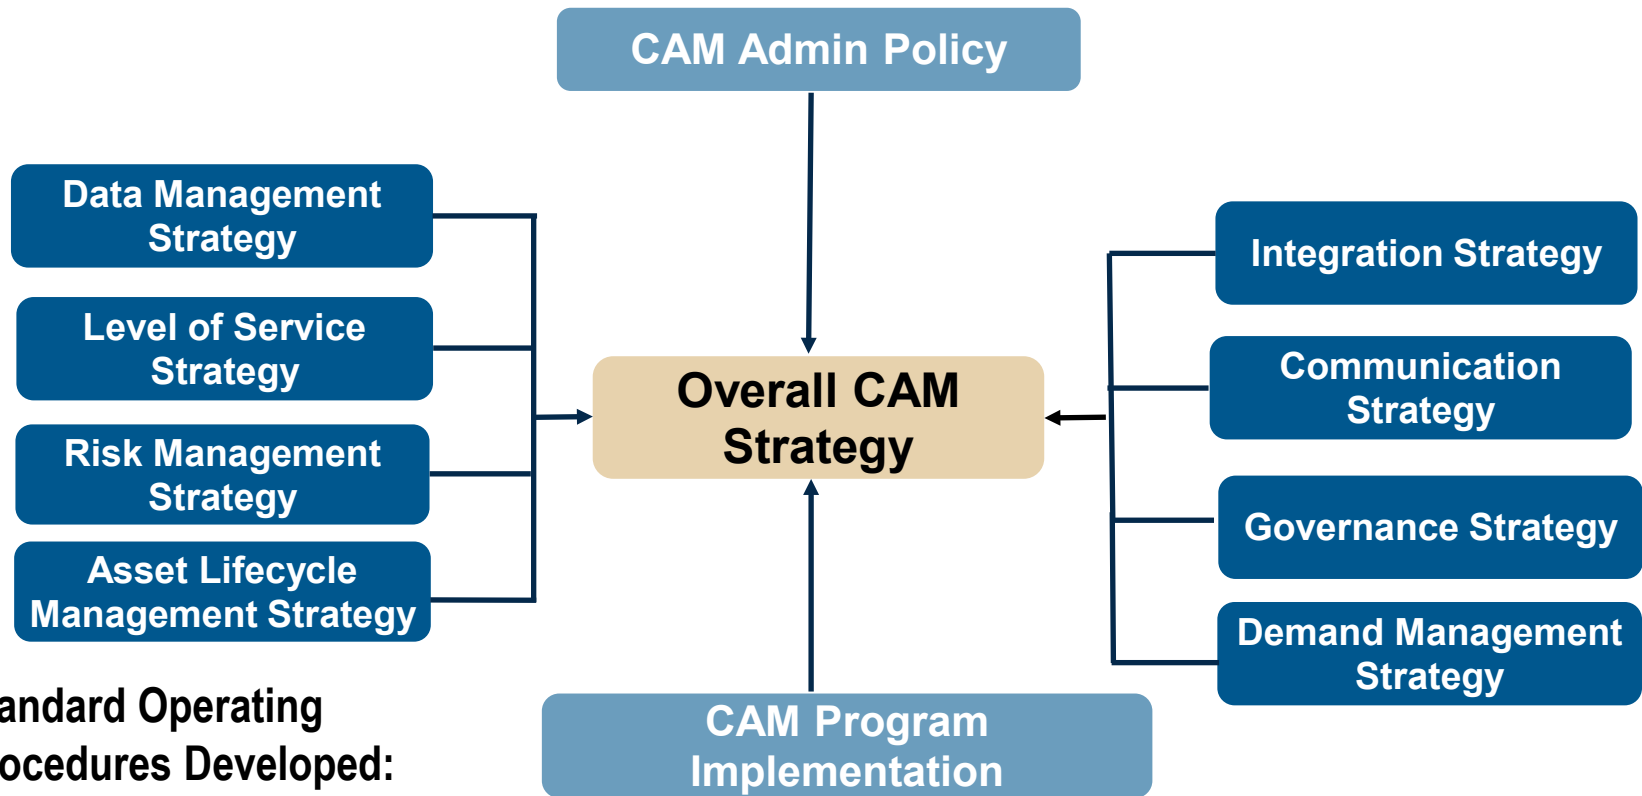 CAM Admin Policy
Data Management
Strategy
Level of Service
Strategy
Risk Management
Strategy
Asset Lifecycle
Management Strategy
Overall CAM
Strategy
Integration Strategy
Communication
Strategy
Governance Strategy
Demand Management
Strategy
CAM Program
Implementation
andard Operating
ocedures Developed: